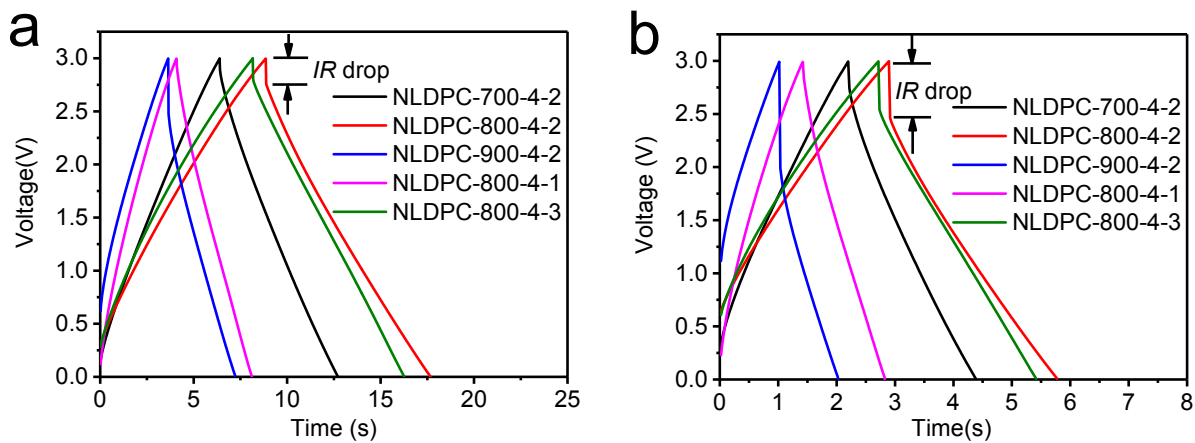 a
3.0
2.5
2.0
1.5
1.0
0.5
0.0
Voltage(V)
IR drop
NLDPC-700-4-2
NLDPC-800-4-2
NLDPC-900-4-2
NLDPC-800-4-1
NLDPC-800-4-3
0 5 10 15 20 25
Time (s)
b
3.0
2.5
2.0
1.5
1.0
0.5
0.0
Voltage (V)
IR drop
NLDPC-700-4-2
NLDPC-800-4-2
NLDPC-900-4-2
NLDPC-800-4-1
NLDPC-800-4-3
0 1 2 3 4 5 6 7 8
Time(s)